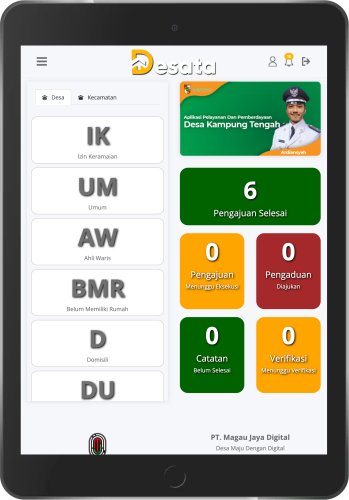 Desata
Desa
Kecamatan
IK
Izin Keramaian
UM
Umum
AW
Ahli Waris
BMR
Belum Memiliki Rumah
D
Domisili
DU
Aplikasi Pelayanan Dan Pemberdayaan
Desa Kampung Tengah
Ardiansyah
6
Pengajuan Selesai
0
Pengajuan
Menunggu Eksekusi
0
Pengaduan
Diajukan
0
Catatan
Belum Selesai
0
Verifikasi
Menunggu Verifikasi
PT. Magau Jaya Digital
Desa Maju Dengan Digital